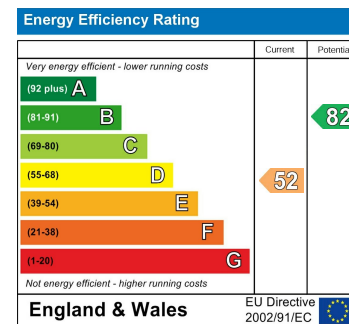 Energy Efficiency Rating
Current Potentia
Very energy efficient - lower running costs
(92 plus) A
(81-91) B
82
(69-80) C
(55-68) D
52
(39-54) E
(21-38) F
(1-20) G
Not energy efficient - higher running costs
England & Wales
EU Directive
2002/91/EC